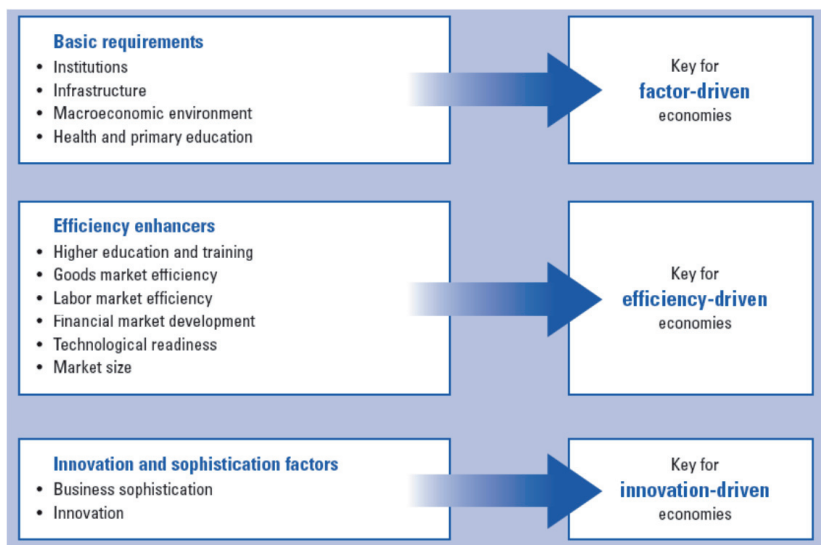 Basic requirements
• Institutions
• Infrastructure
• Macroeconomic environment
• Health and primary education
Key for
factor-driven
economies
Efficiency enhancers
• Higher education and training
• Goods market efficiency
• Labor market efficiency
• Financial market development
• Technological readiness
• Market size
Key for
efficiency-driven
economies
Innovation and sophistication factors
• Business sophistication
• Innovation
Key for
innovation-driven
economies